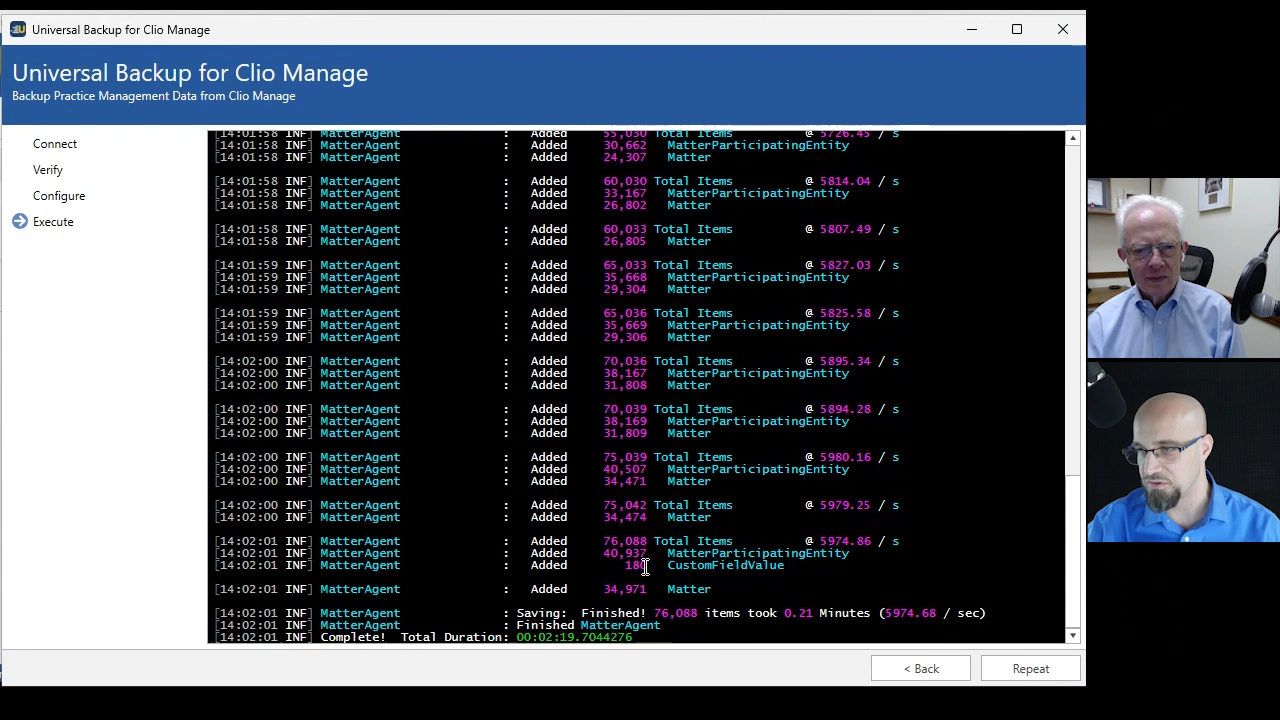 Universal Backup for Clio Manage
Universal Backup for Clio Manage
Backup Practice Management Data from Clio Manage
Connect
Verify
Configure
Execute
[14:01:58 INF] MatterAgent : Added 55,030 Total Items @ 5726.45 / s
[14:01:58 INF] MatterAgent : Added 30,662 MatterParticipatingEntity
[14:01:58 INF] MatterAgent : Added 24,307 Matter
[14:01:58 INF] MatterAgent : Added 60,030 Total Items @ 5814.04 / s
[14:01:58 INF] MatterAgent : Added 33,167 MatterParticipatingEntity
[14:01:58 INF] MatterAgent : Added 26,802 Matter
[14:01:58 INF] MatterAgent : Added 60,033 Total Items @ 5807.49 / s
[14:01:58 INF] MatterAgent : Added 26,805 Matter
[14:01:59 INF] MatterAgent : Added 65,033 Total Items @ 5827.03 / s
[14:01:59 INF] MatterAgent : Added 35,668 MatterParticipatingEntity
[14:01:59 INF] MatterAgent : Added 29,304 Matter
[14:01:59 INF] MatterAgent : Added 65,036 Total Items @ 5825.58 / s
[14:01:59 INF] MatterAgent : Added 35,669 MatterParticipatingEntity
[14:01:59 INF] MatterAgent : Added 29,306 Matter
[14:02:00 INF] MatterAgent : Added 70,036 Total Items @ 5895.34 / s
[14:02:00 INF] MatterAgent : Added 38,167 MatterParticipatingEntity
[14:02:00 INF] MatterAgent : Added 31,808 Matter
[14:02:00 INF] MatterAgent : Added 70,039 Total Items @ 5894.28 / s
[14:02:00 INF] MatterAgent : Added 38,169 MatterParticipatingEntity
[14:02:00 INF] MatterAgent : Added 31,809 Matter
[14:02:00 INF] MatterAgent : Added 75,039 Total Items @ 5980.16 / s
[14:02:00 INF] MatterAgent : Added 40,507 MatterParticipatingEntity
[14:02:00 INF] MatterAgent : Added 34,471 Matter
[14:02:00 INF] MatterAgent : Added 75,042 Total Items @ 5979.25 / s
[14:02:00 INF] MatterAgent : Added 34,474 Matter
[14:02:01 INF] MatterAgent : Added 76,088 Total Items @ 5974.86 / s
[14:02:01 INF] MatterAgent : Added 40,937 MatterParticipatingEntity
[14:02:01 INF] MatterAgent : Added 180 CustomFieldValue
[14:02:01 INF] MatterAgent : Added 34,971 Matter
[14:02:01 INF] MatterAgent : Saving: Finished! 76,088 items took 0.21 Minutes (5974.68 / sec)
[14:02:01 INF] MatterAgent : Finished MatterAgent
[14:02:01 INF] Complete! Total Duration: 00:02:19.7044276
< Back
Repeat